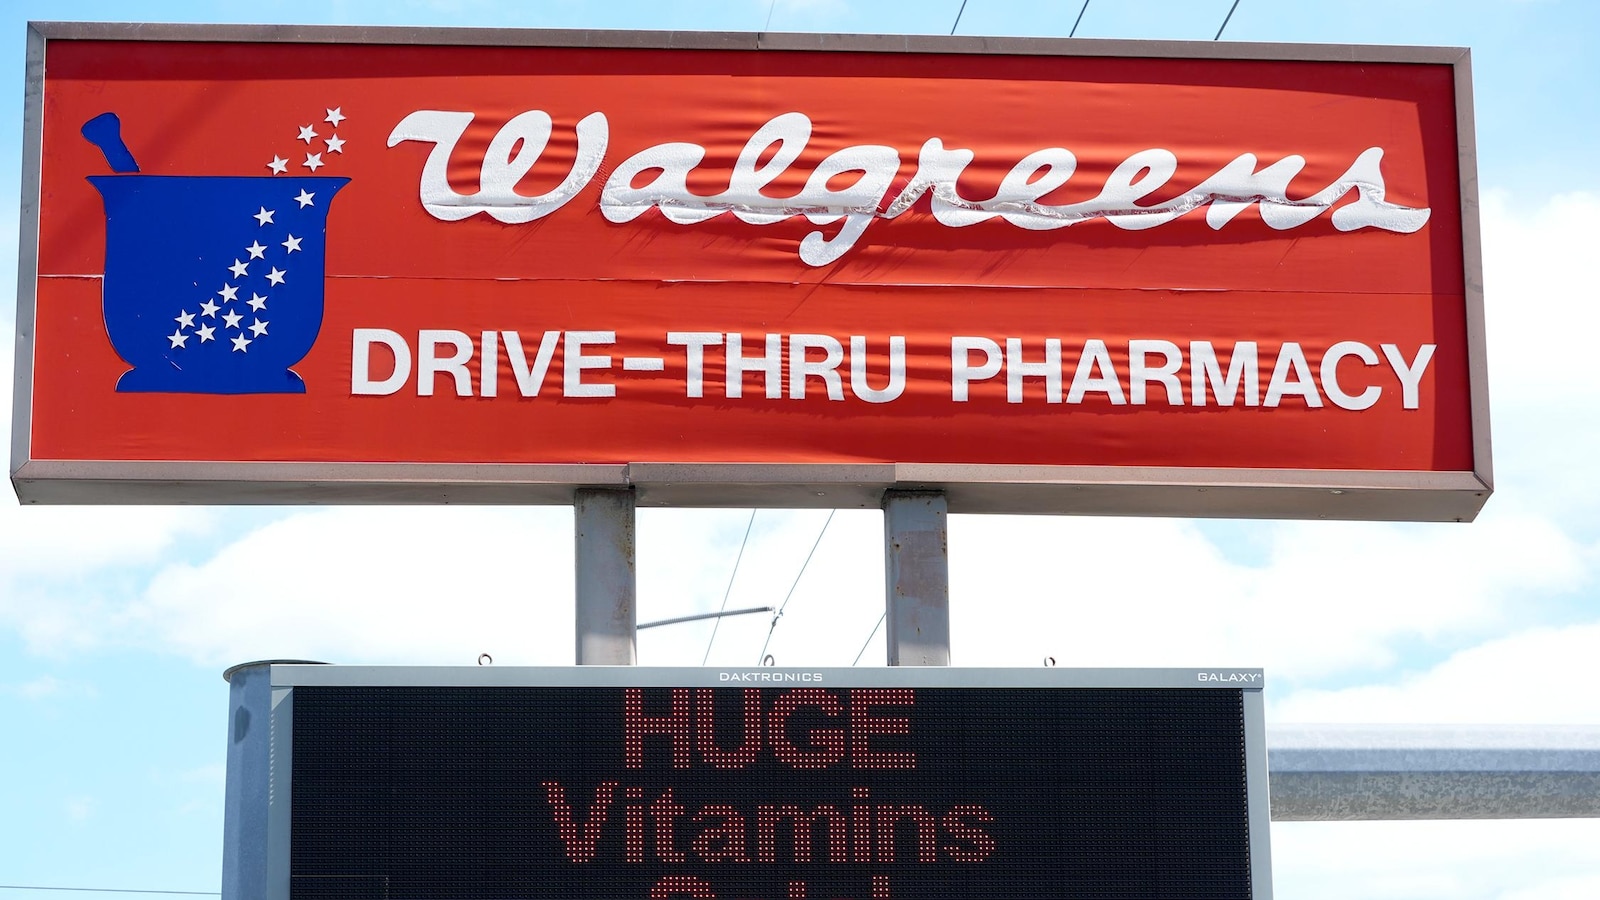 Walgreens
DRIVE-THRU PHARMACY
DAKTRONICS
GALAXY®
HUGE
Vitamins